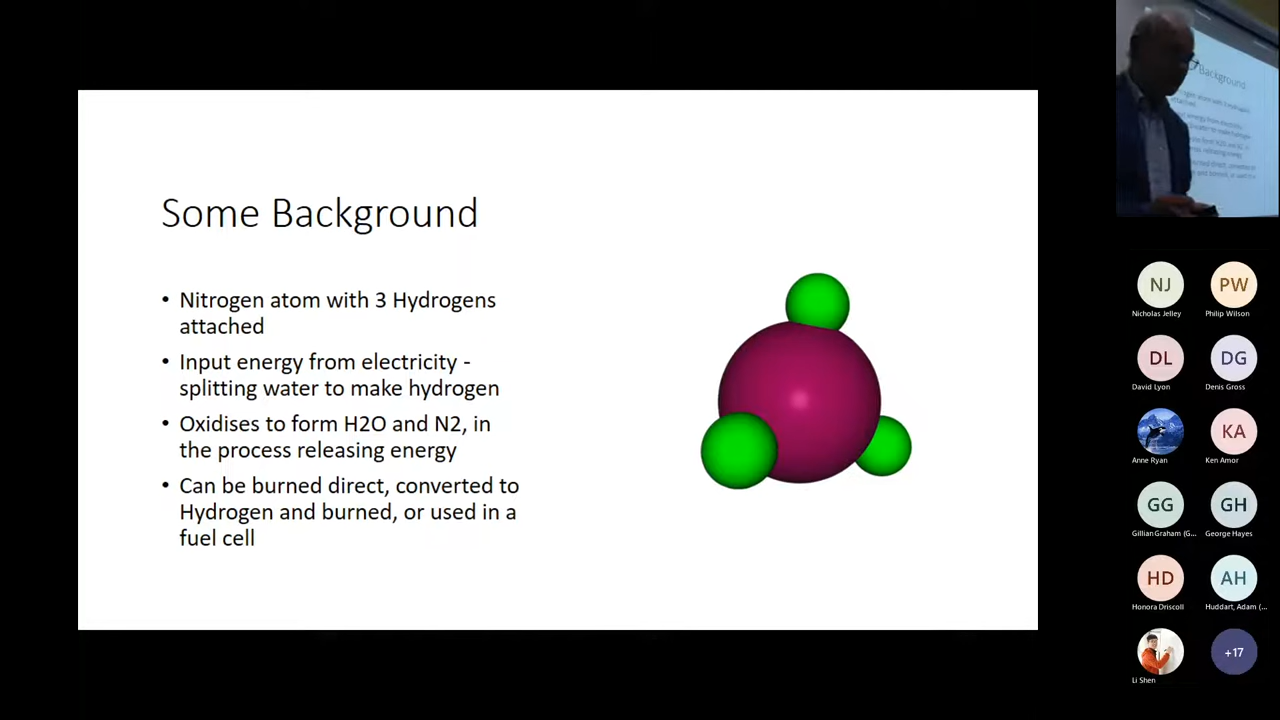 Some Background
• Nitrogen atom with 3 Hydrogens
attached
• Input energy from electricity -
splitting water to make hydrogen
• Oxidises to form H2O and N2, in
the process releasing energy
• Can be burned direct, converted to
Hydrogen and burned, or used in a
fuel cell
Background
NJ
PW
Nicholas Jelley
Philip Wilson
DL
DG
David Lyon
Denis Gross
KA
Anne Ryan
Ken Amor
GG
GH
Gillian Graham (G...
George Hayes
HD
AH
Honora Driscoll
Huddart, Adam (...
+17
Li Shen